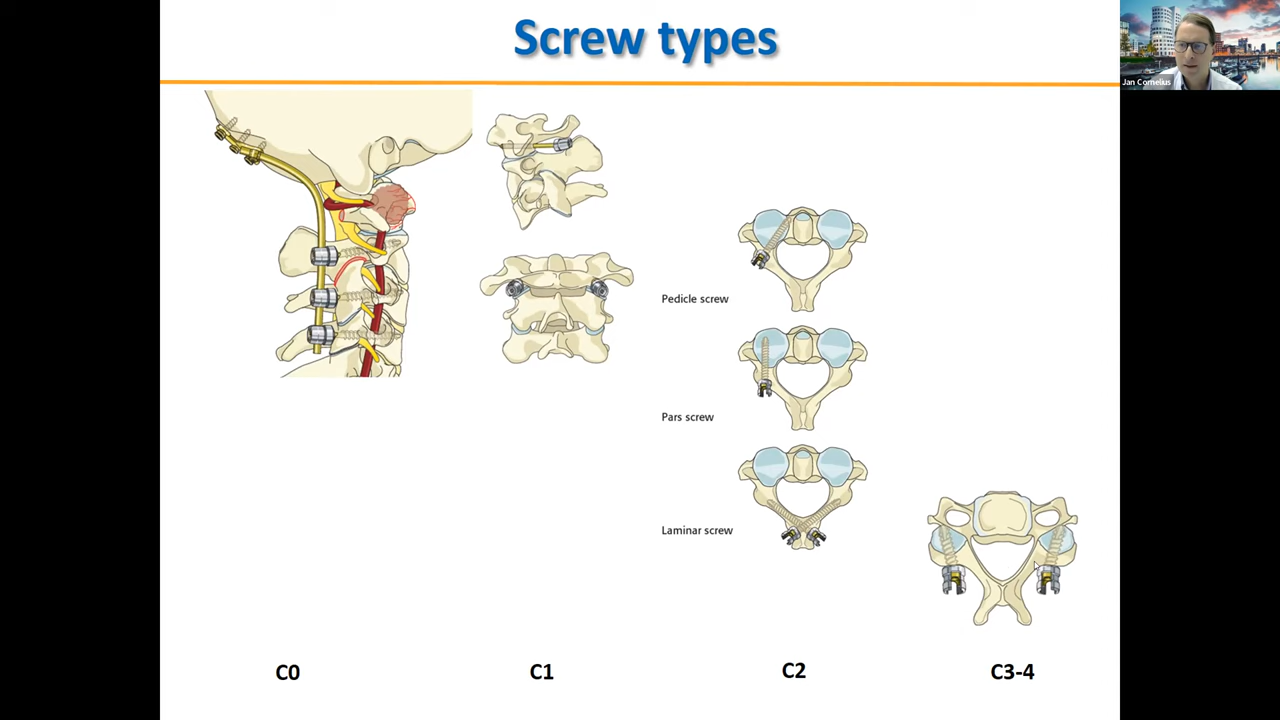 Screw types
Jan Cornelius
Pedicle screw
Pars screw
Laminar screw
C0
C1
C2
C3-4